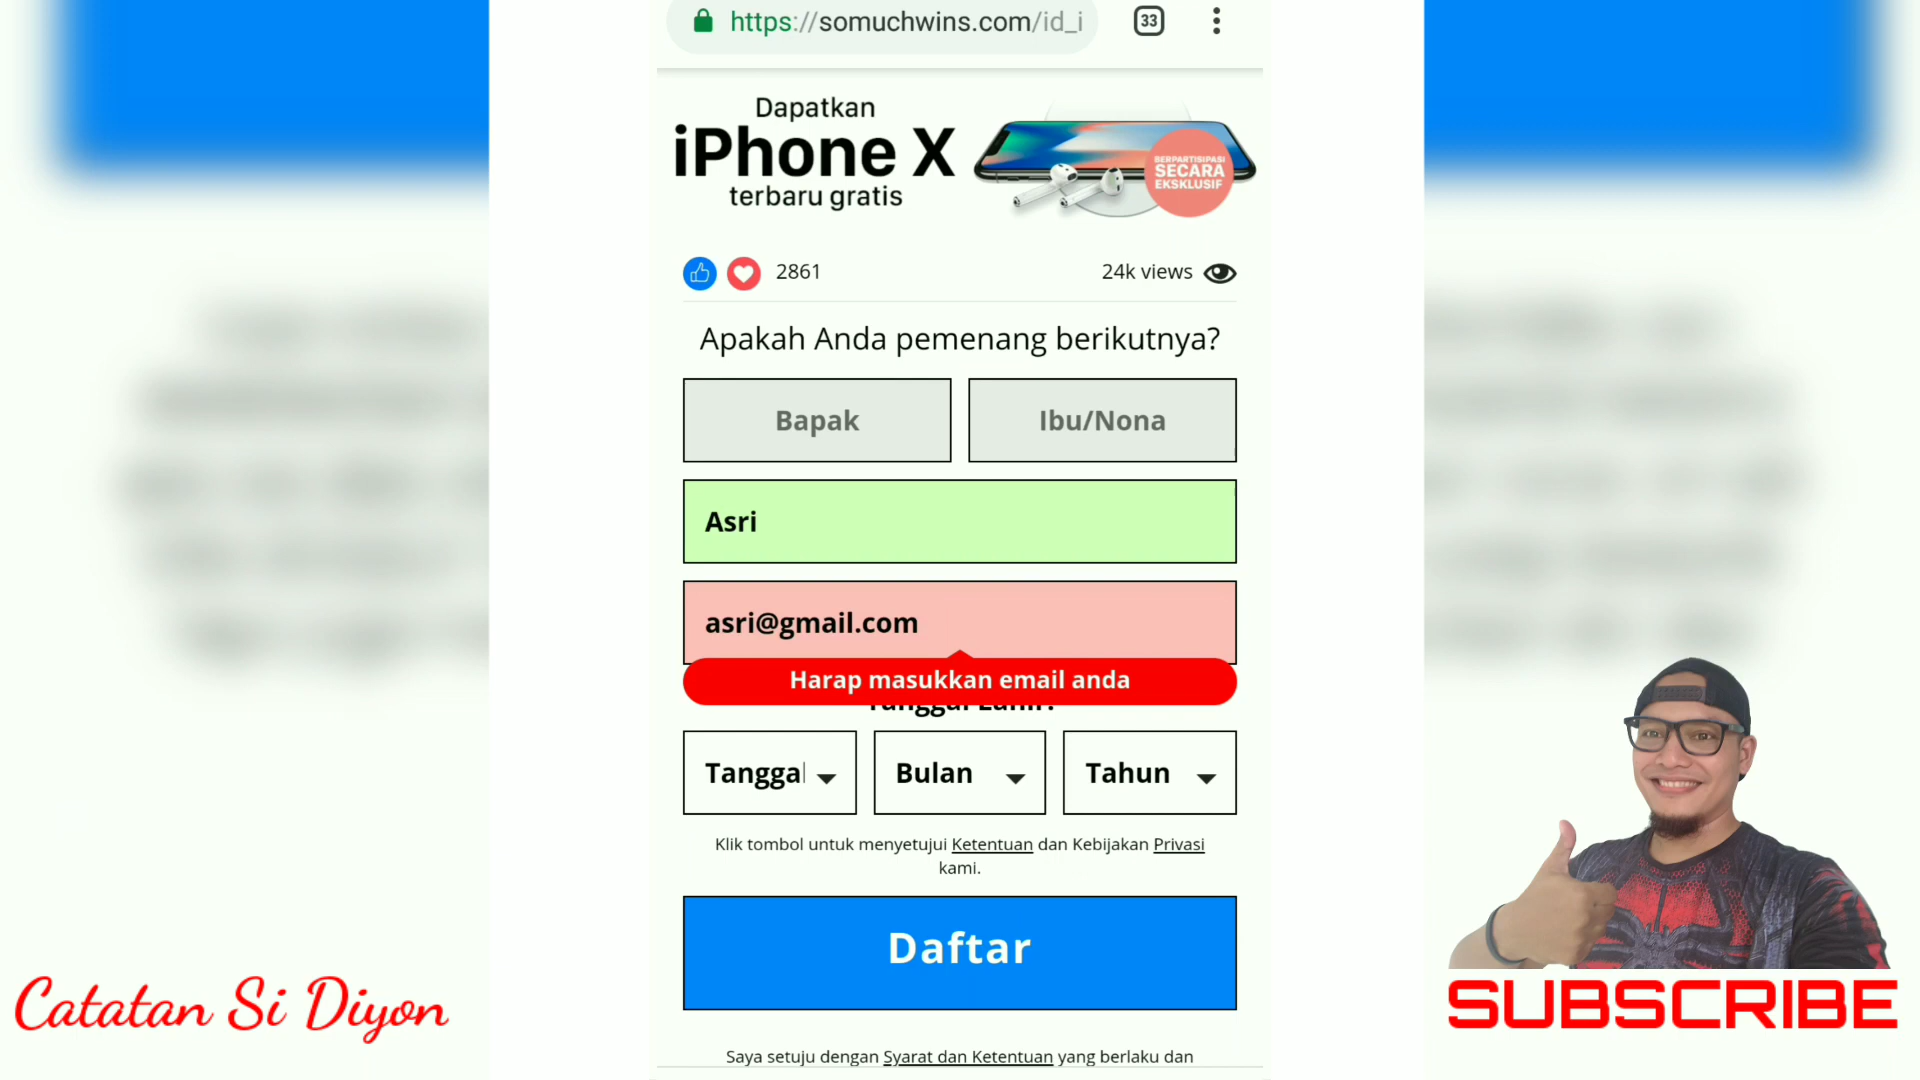 https://somuchwins.com/id_i
33
Dapatkan
iPhone X
terbaru gratis
BERPARTISIPASI
SECARA
EKSKLUSIF
2861
24k views
Apakah Anda pemenang berikutnya?
Bapak
Ibu/Nona
Asri
asri@gmail.com
Harap masukkan email anda
Tanggal Lahir?
Tanggal
Bulan
Tahun
Klik tombol untuk menyetujui Ketentuan dan Kebijakan Privasi
kami.
Daftar
Saya setuju dengan Syarat dan Ketentuan yang berlaku dan
Catatan Si Diyon
SUBSCRIBE